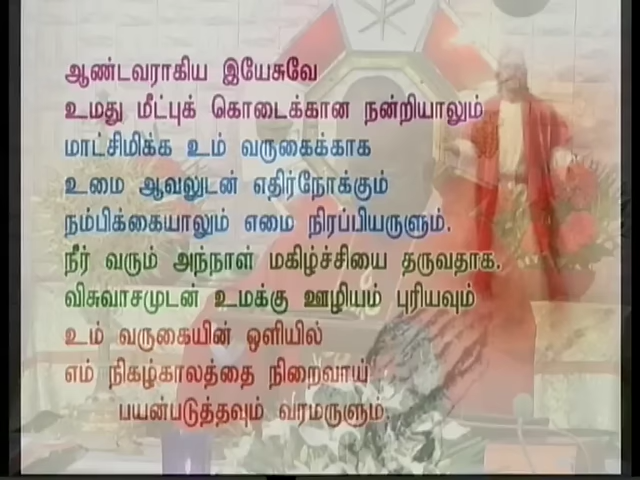 ஆண்டவராகிய இயேசுவே
உமது மீட்புக் கொடைக்கான நன்றியாலும்
மாட்சிமிக்க உம் வருகைக்காக
உமை ஆவலுடன் எதிர்நோக்கும்
நம்பிக்கையாலும் எமை நிரப்பியருளும்.
நீர் வரும் அந்நாள் மகிழ்ச்சியை தருவதாக.
விசுவாசமுடன் உமக்கு ஊழியம் புரியவும்
உம் வருகையின் ஒளியில்
எம் நிகழ்காலத்தை நிறைவாய்
பயன்படுத்தவும் வரமருளும்.